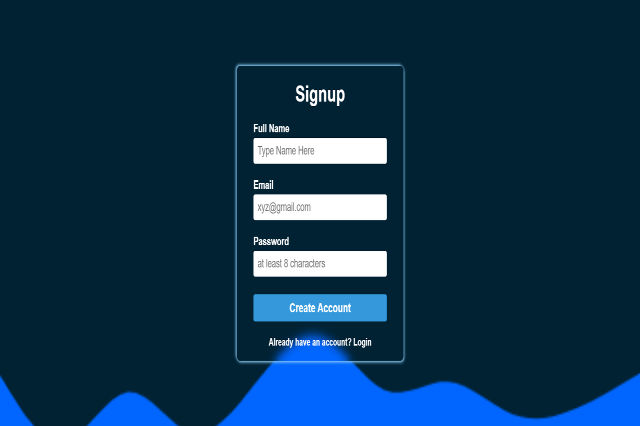 Signup
Full Name
Type Name Here
Email
xyz@gmail.com
Password
at least 8 characters
Create Account
Already have an account? Login